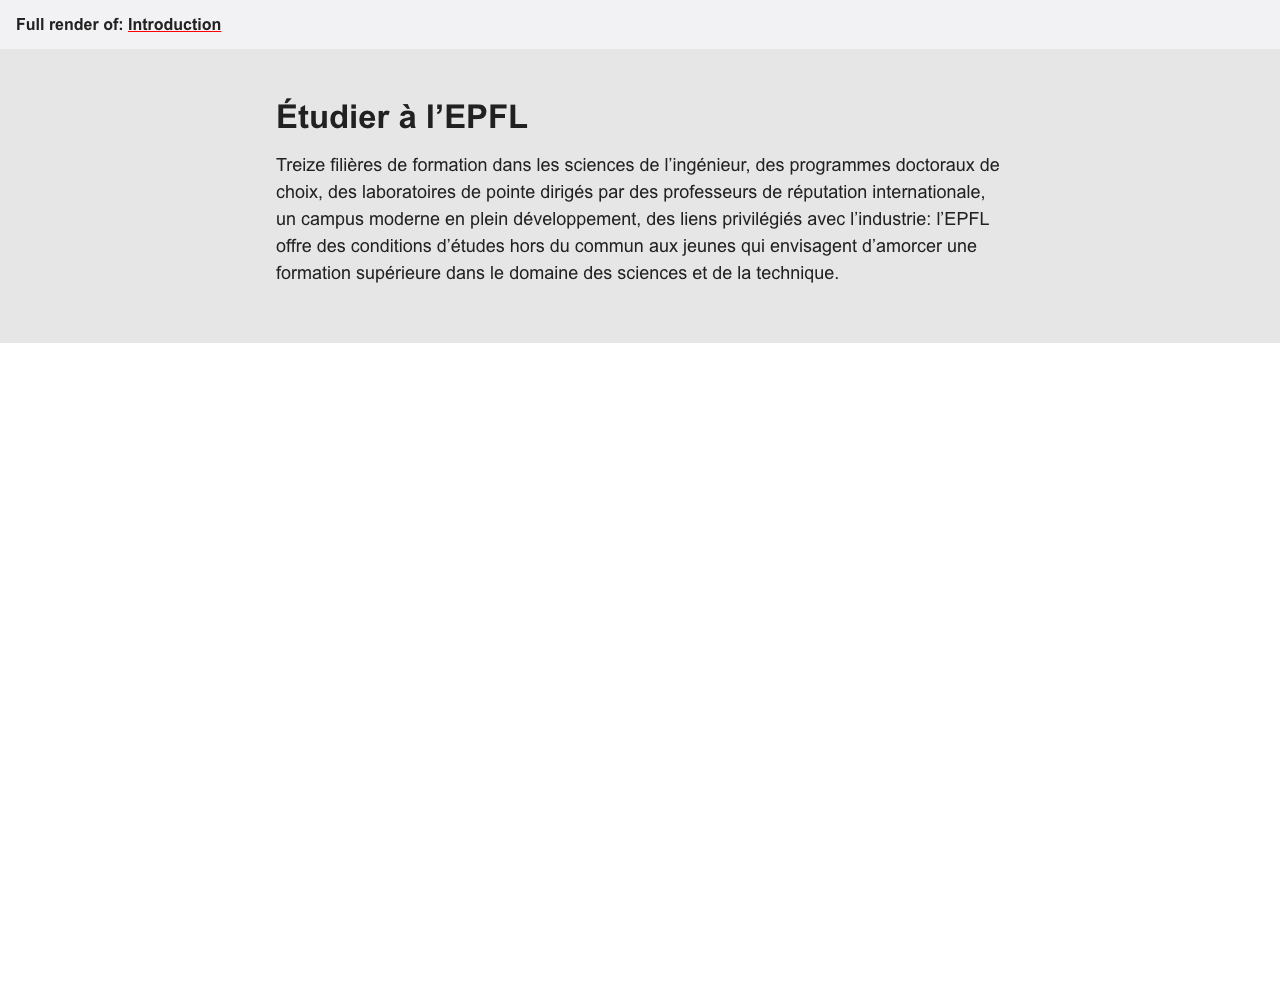 Full render of: Introduction
Étudier à l’EPFL
Treize filières de formation dans les sciences de l’ingénieur, des programmes doctoraux de
choix, des laboratoires de pointe dirigés par des professeurs de réputation internationale,
un campus moderne en plein développement, des liens privilégiés avec l’industrie: l’EPFL
offre des conditions d’études hors du commun aux jeunes qui envisagent d’amorcer une
formation supérieure dans le domaine des sciences et de la technique.